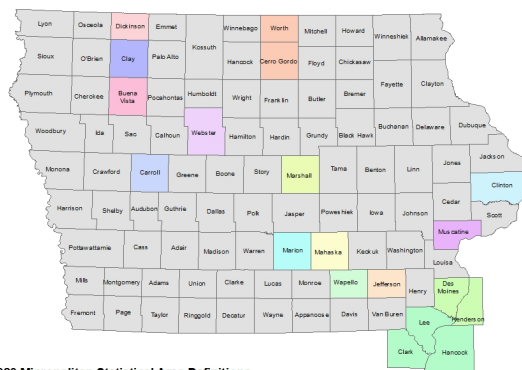 Lyon Osceola Dickinson Emmet Winnebago Worth Mitchell Howard Winneshiek Allamakee
Kossuth
Sioux O'Brien Clay Palo Alto Hancock Cerro Gordo Floyd Chickasaw
Plymouth Cherokee Buena Vista Pocahontas Humboldt Wright Franklin Butler Bremer Fayette Clayton
Woodbury Ida Sac Calhoun Webster Hamilton Hardin Grundy Black Hawk Buchanan Delaware Dubuque
Monona Crawford Carroll Greene Boone Story Marshall Tama Benton Linn Jones Jackson
Clinton
Harrison Shelby Audubon Guthrie Dallas Polk Jasper Poweshiek Iowa Johnson Cedar Scott
Muscatine
Pottawattamie Cass Adair Madison Warren Marion Mahaska Keokuk Washington Louisa
Mills Montgomery Adams Union Clarke Lucas Monroe Wapello Jefferson Henry Des Moines
Fremont Page Taylor Ringgold Decatur Wayne Appanoose Davis Van Buren Lee Henderson
Clark Hancock
Micropolitan Statistical Area Definitions